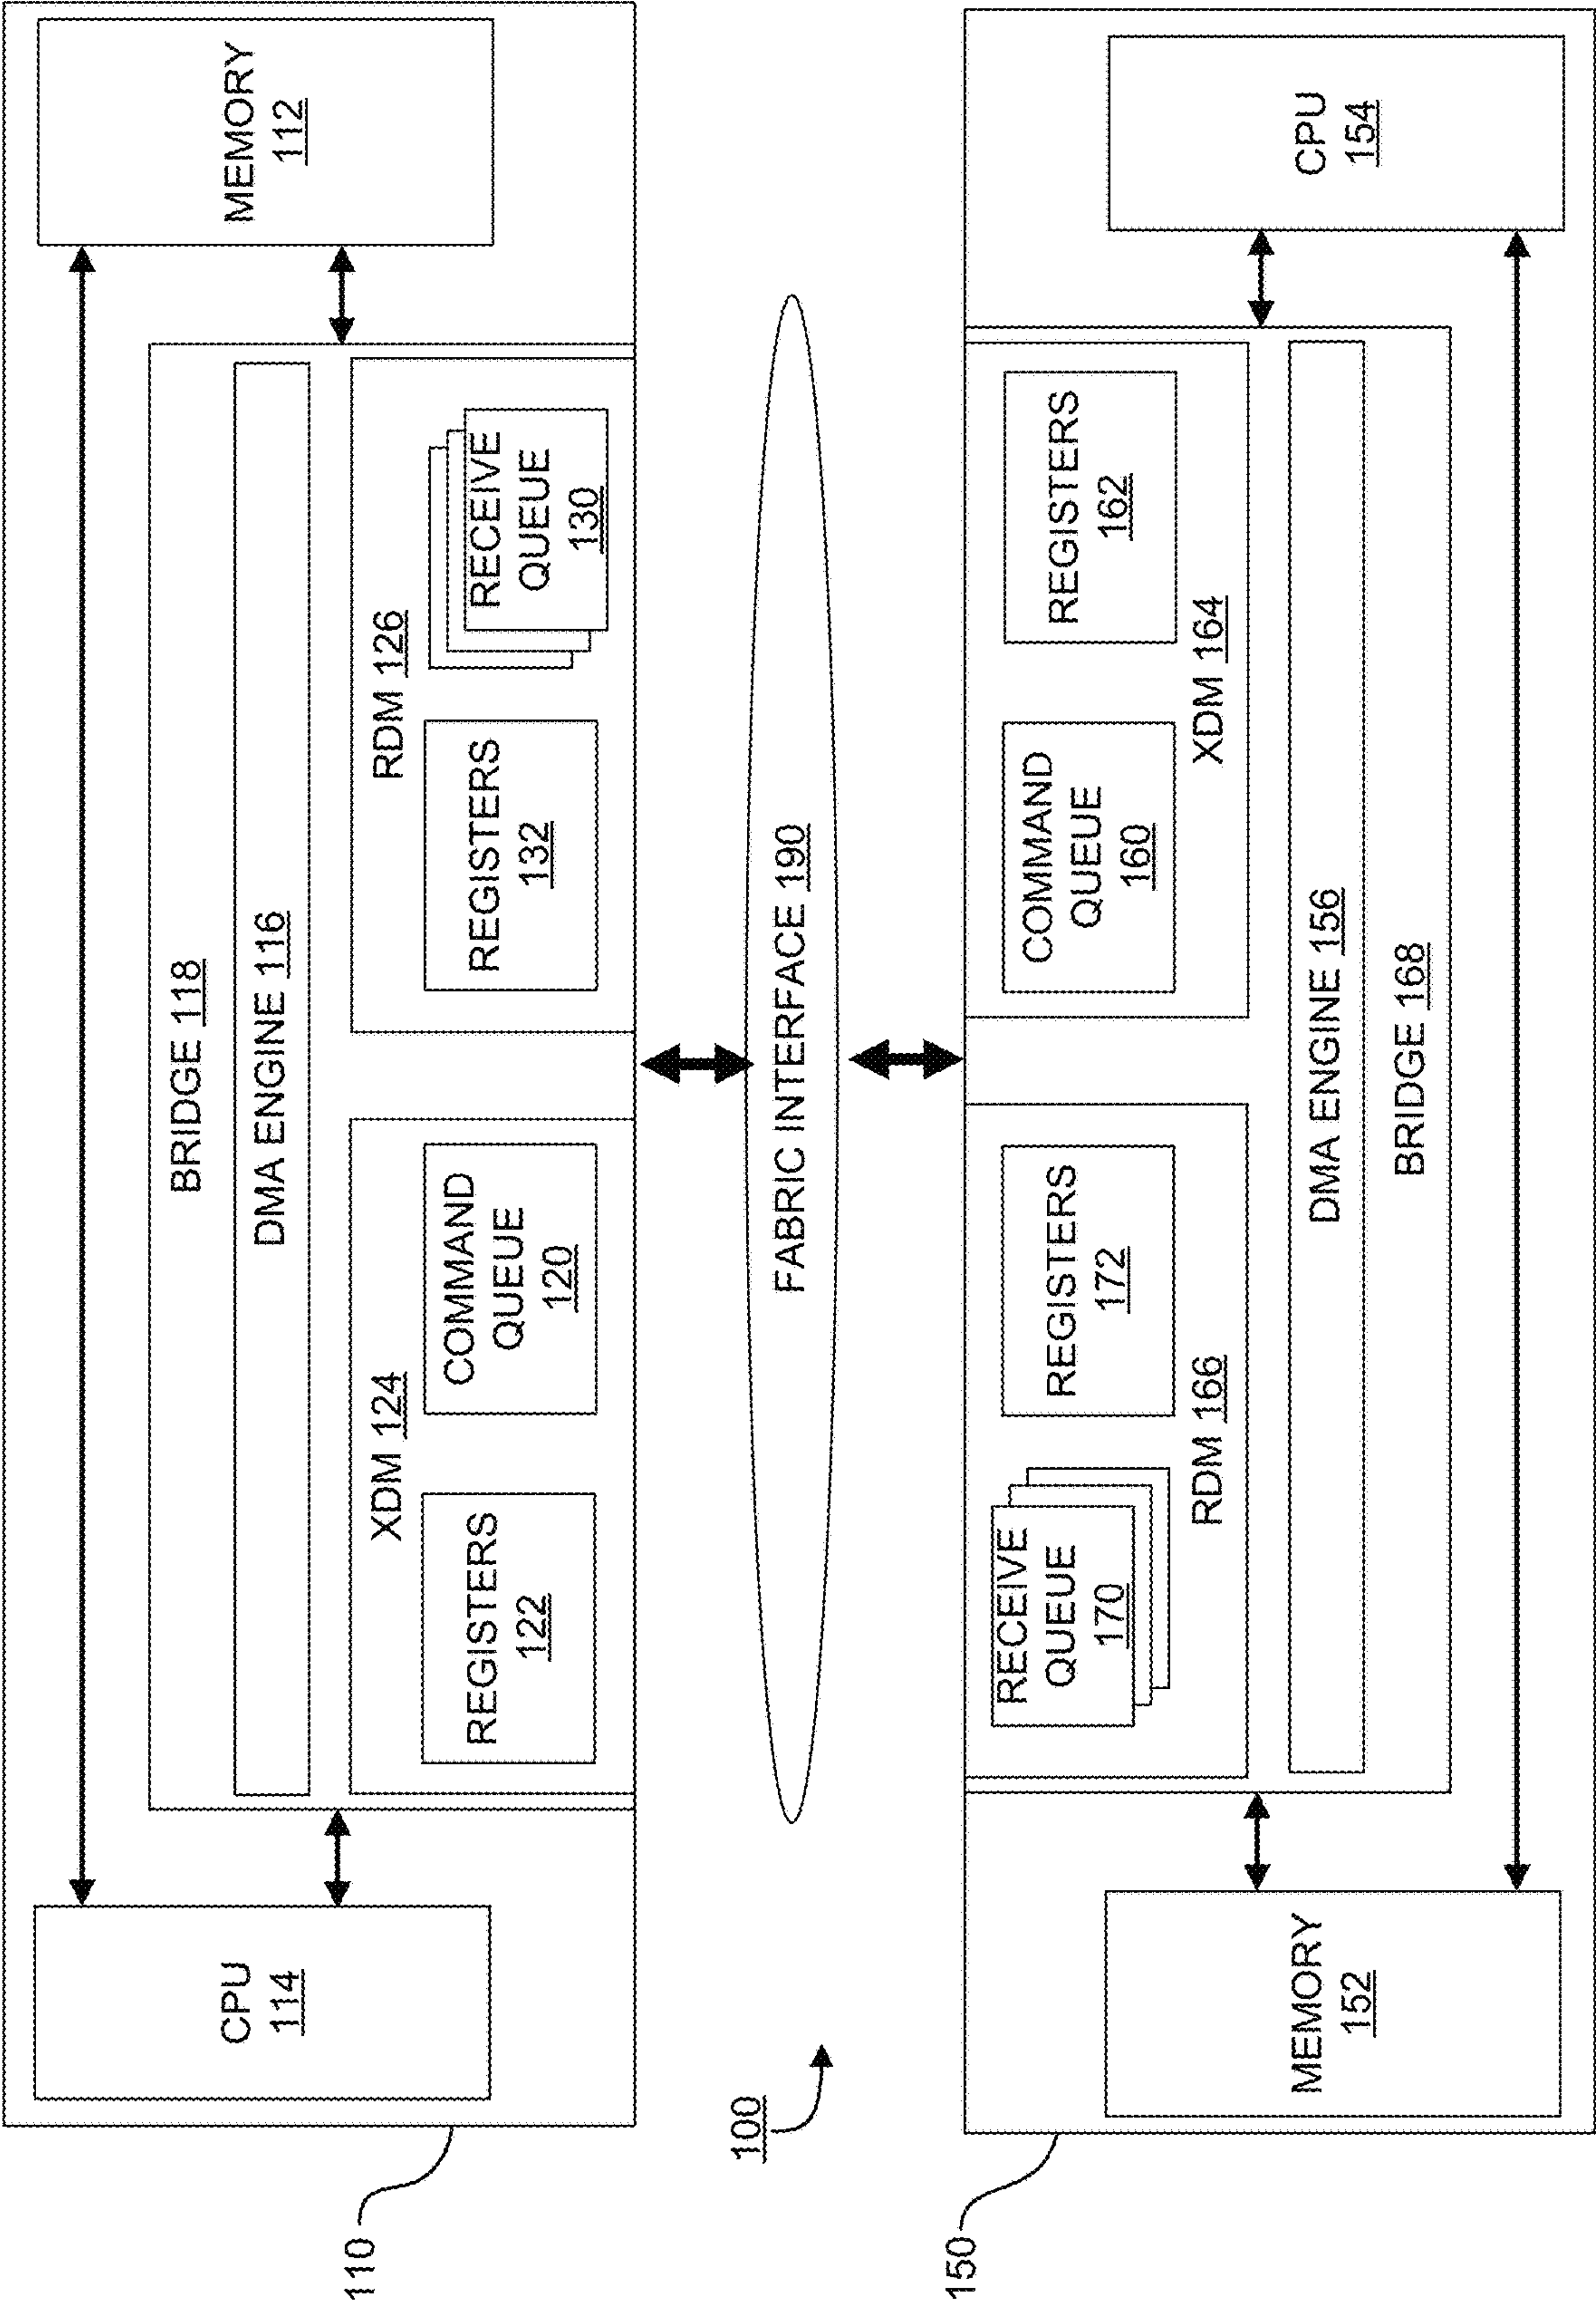 110
CPU
114
MEMORY
112
BRIDGE 118
DMA ENGINE 116
XDM 124
REGISTERS
122
COMMAND
QUEUE
120
RDM 126
REGISTERS
132
RECEIVE
QUEUE
130
100
FABRIC INTERFACE 190
150
RECEIVE
QUEUE
170
REGISTERS
172
RDM 166
COMMAND
QUEUE
160
REGISTERS
162
XDM 164
DMA ENGINE 156
BRIDGE 168
MEMORY
152
CPU
154